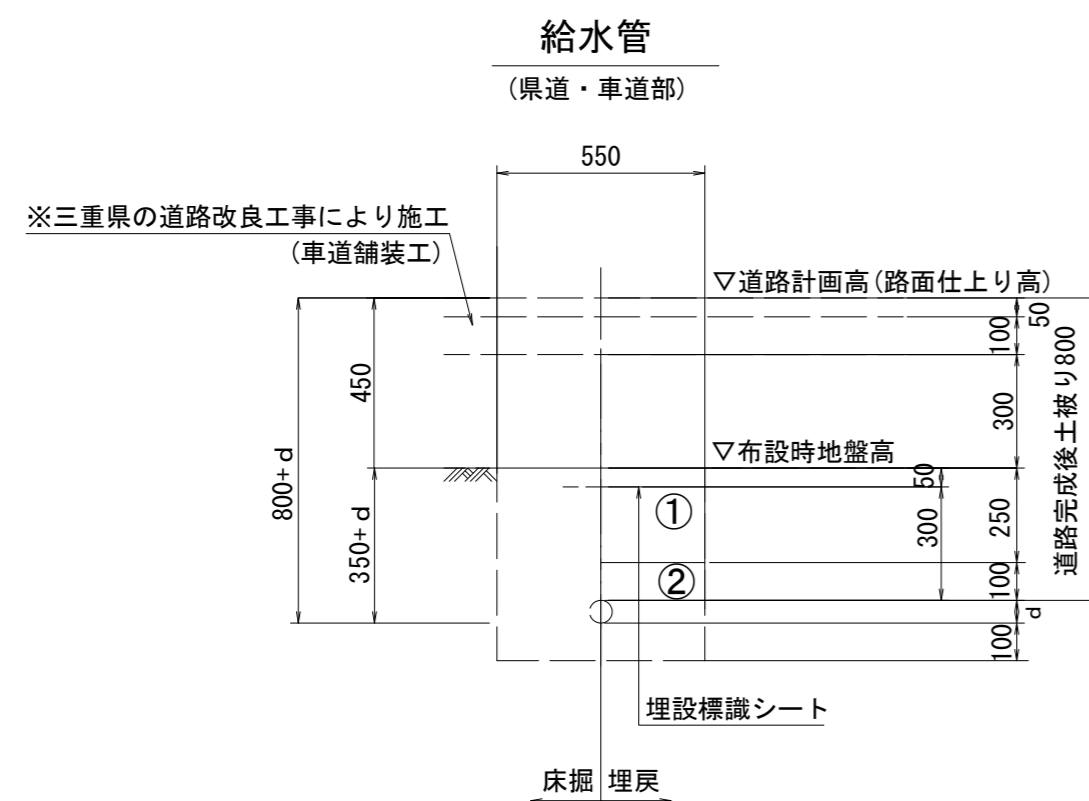 給水管
(県道・車道部)
550
※三重県の道路改良工事により施工
(車道舗装工)
▽道路計画高(路面仕上り高)
50
100
450
300
道路完成後土被り800
▽布設時地盤高
800+d
50
①
250
300
350+d
②
100
d
100
埋設標識シート
床掘 埋戻